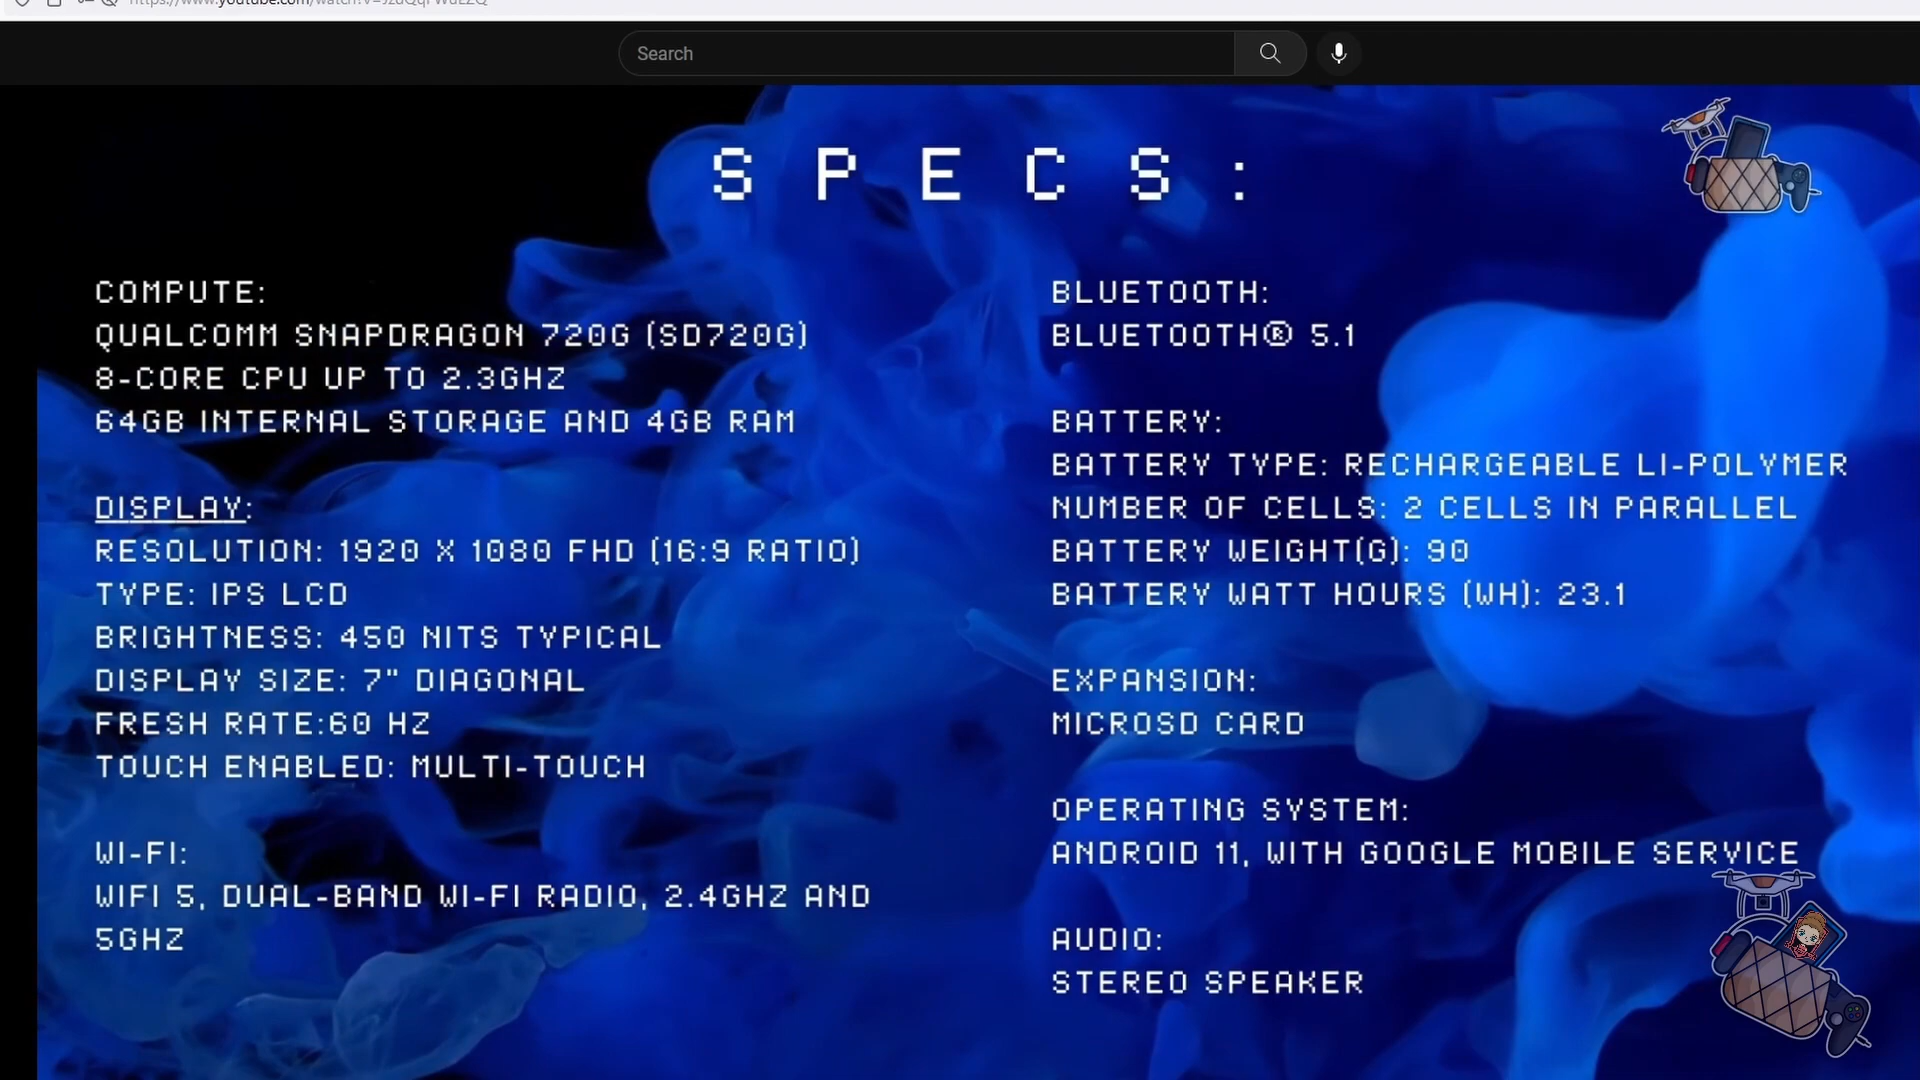 Search
SPECS:
COMPUTE:
QUALCOMM SNAPDRAGON 720G (SD720G)
8-CORE CPU UP TO 2.3GHZ
64GB INTERNAL STORAGE AND 4GB RAM
DISPLAY:
RESOLUTION: 1920 X 1080 FHD (16:9 RATIO)
TYPE: IPS LCD
BRIGHTNESS: 450 NITS TYPICAL
DISPLAY SIZE: 7" DIAGONAL
FRESH RATE:60 HZ
TOUCH ENABLED: MULTI-TOUCH
WI-FI:
WIFI 5, DUAL-BAND WI-FI RADIO, 2.4GHZ AND
5GHZ
BLUETOOTH:
BLUETOOTH® 5.1
BATTERY:
BATTERY TYPE: RECHARGEABLE LI-POLYMER
NUMBER OF CELLS: 2 CELLS IN PARALLEL
BATTERY WEIGHT(G): 90
BATTERY WATT HOURS (WH): 23.1
EXPANSION:
MICROSD CARD
OPERATING SYSTEM:
ANDROID 11, WITH GOOGLE MOBILE SERVICE
AUDIO:
STEREO SPEAKER